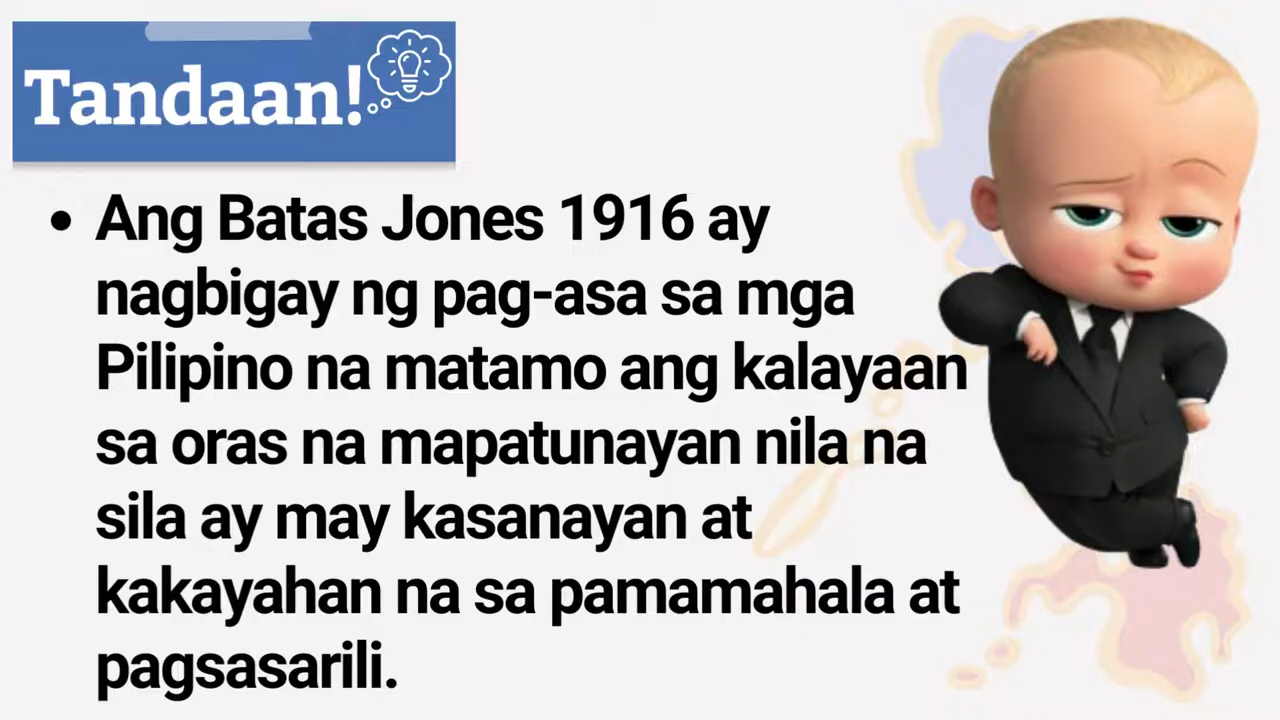 Tandaan!
• Ang Batas Jones 1916 ay
nagbigay ng pag-asa sa mga
Pilipino na matamo ang kalayaan
sa oras na mapatunayan nila na
sila ay may kasanayan at
kakayahan na sa pamamahala at
pagsasarili.